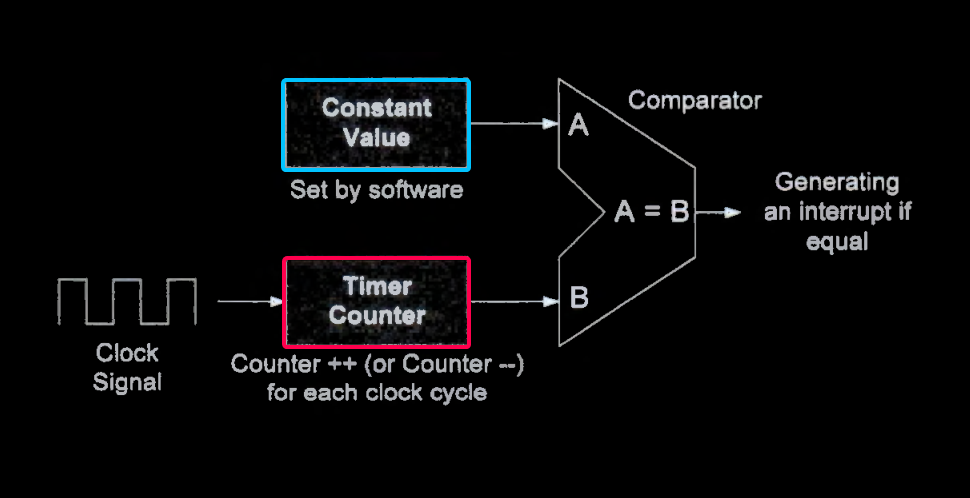 Constant
Value
Set by software
Comparator
A
A = B
B
Generating
an interrupt if
equal
Timer
Counter
Clock
Signal
Counter ++ (or Counter --)
for each clock cycle